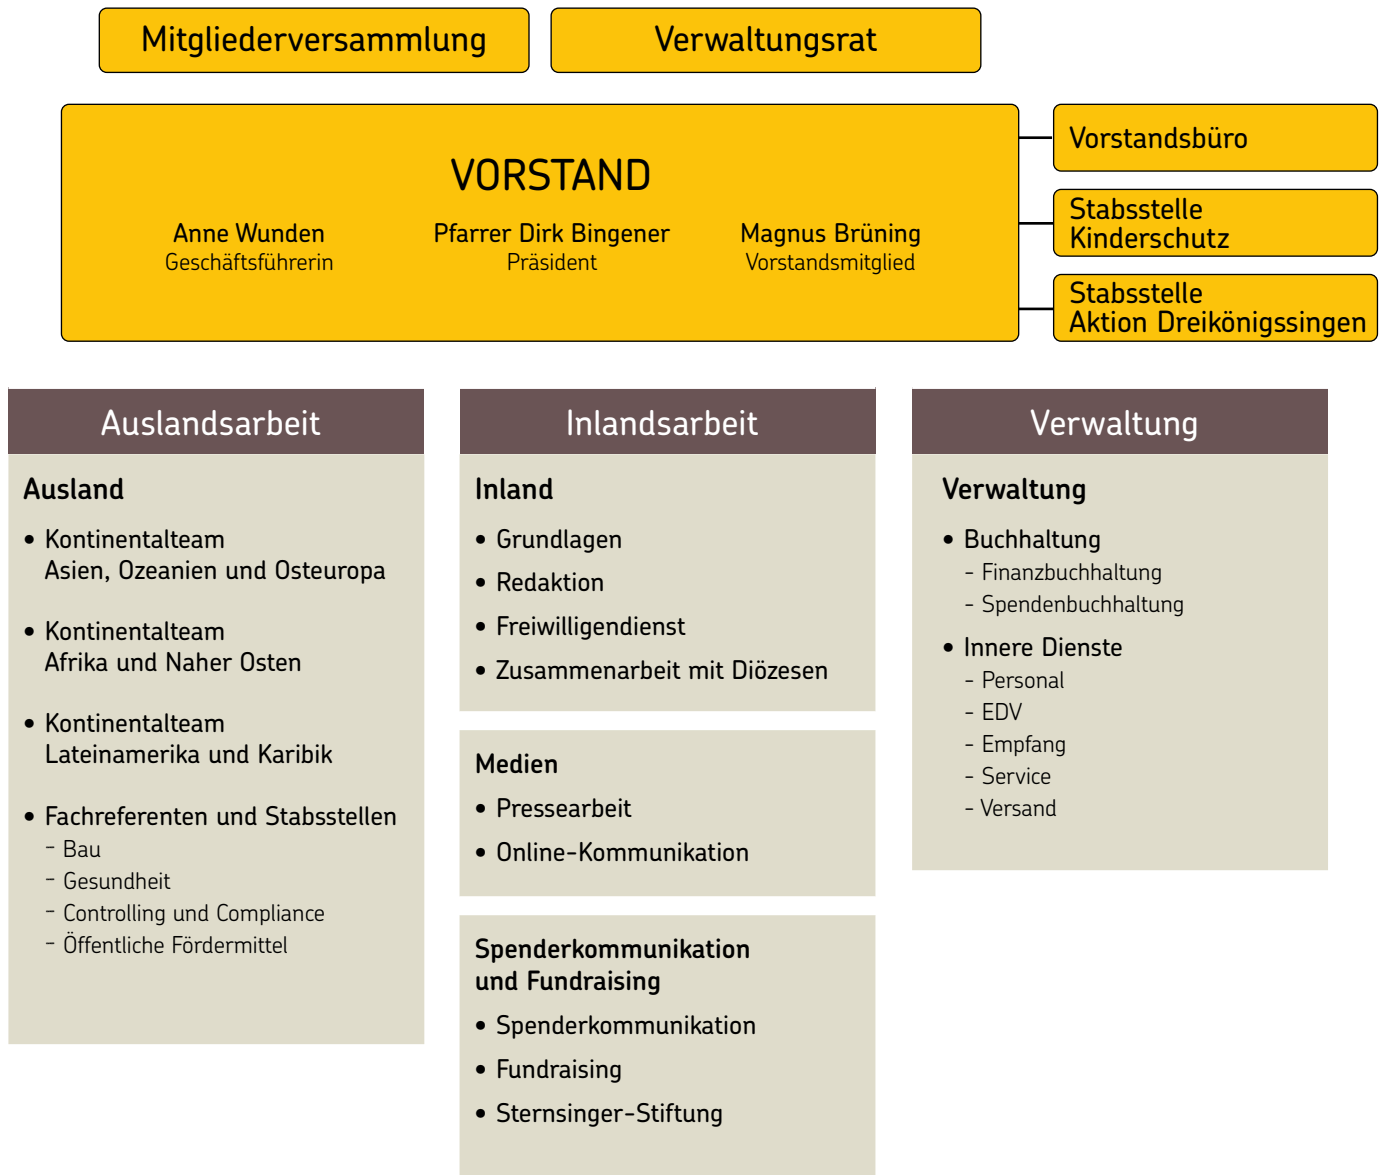 Mitgliederversammlung
Verwaltungsrat
VORSTAND
Anne Wunden
Geschäftsführerin
Pfarrer Dirk Bingener
Präsident
Magnus Brüning
Vorstandsmitglied
Vorstandsbüro
Stabsstelle
Kinderschutz
Stabsstelle
Aktion Dreikönigssingen
Auslandsarbeit
Ausland
• Kontinentalteam
Asien, Ozeanien und Osteuropa
• Kontinentalteam
Afrika und Naher Osten
• Kontinentalteam
Lateinamerika und Karibik
• Fachreferenten und Stabsstellen
- Bau
- Gesundheit
- Controlling und Compliance
- Öffentliche Fördermittel
Inlandsarbeit
Inland
• Grundlagen
• Redaktion
• Freiwilligendienst
• Zusammenarbeit mit Diözesen
Medien
• Pressearbeit
• Online-Kommunikation
Spenderkommunikation
und Fundraising
• Spenderkommunikation
• Fundraising
• Sternsinger-Stiftung
Verwaltung
Verwaltung
• Buchhaltung
- Finanzbuchhaltung
- Spendenbuchhaltung
• Innere Dienste
- Personal
- EDV
- Empfang
- Service
- Versand